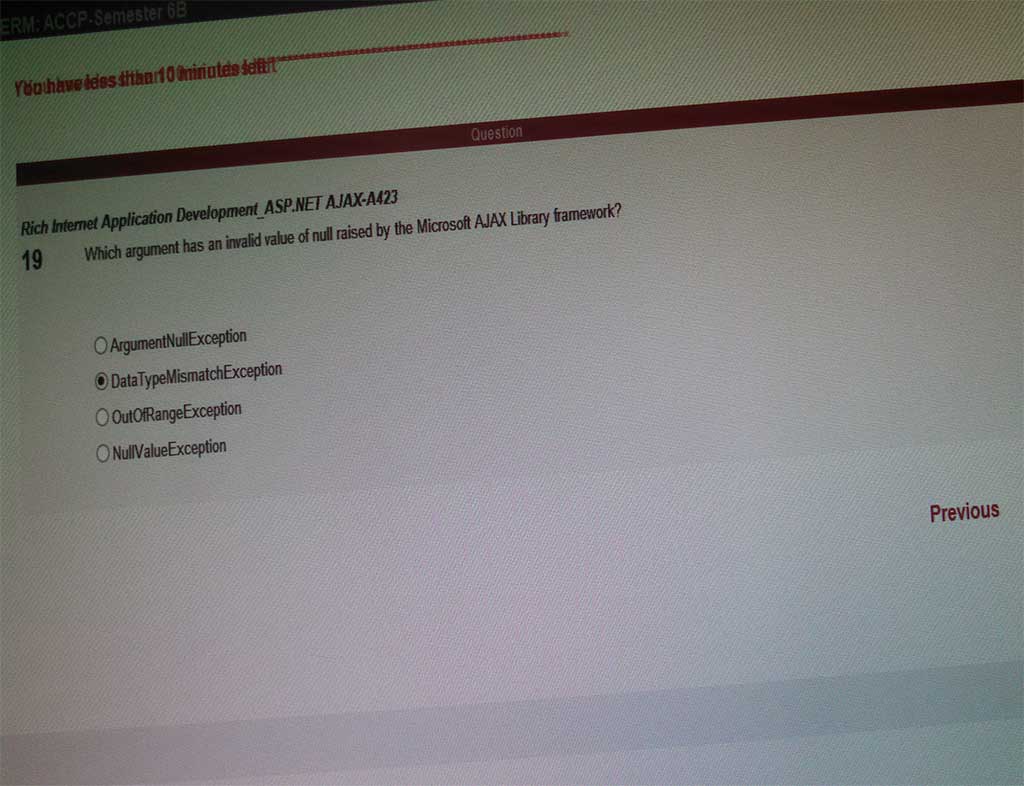 ERM: ACCP-Semester 6B
You have less than 10 minutes left
Question
Rich Internet Application Development_ASP.NET AJAX-A423
19 Which argument has an invalid value of null raised by the Microsoft AJAX Library framework?
ArgumentNullException
DataTypeMismatchException
OutOfRangeException
NullValueException
Previous